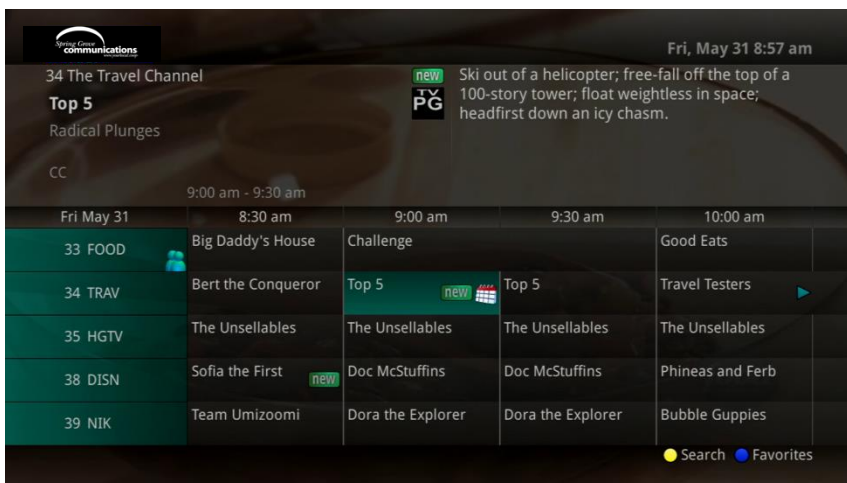 Spring Grove
communications
Fri, May 31 8:57 am
34 The Travel Channel
new
Ski out of a helicopter; free-fall off the top of a
Top 5
TV
PG
100-story tower; float weightless in space;
headfirst down an icy chasm.
Radical Plunges
CC
9:00 am - 9:30 am
Fri May 31
8:30 am
9:00 am
9:30 am
10:00 am
33 FOOD
Big Daddy's House
Challenge
Good Eats
34 TRAV
Bert the Conqueror
Top 5
new
Top 5
Travel Testers
35 HGTV
The Unsellables
The Unsellables
The Unsellables
The Unsellables
38 DISN
Sofia the First
new
Doc McStuffins
Doc McStuffins
Phineas and Ferb
39 NIK
Team Umizoomi
Dora the Explorer
Dora the Explorer
Bubble Guppies
Search
Favorites